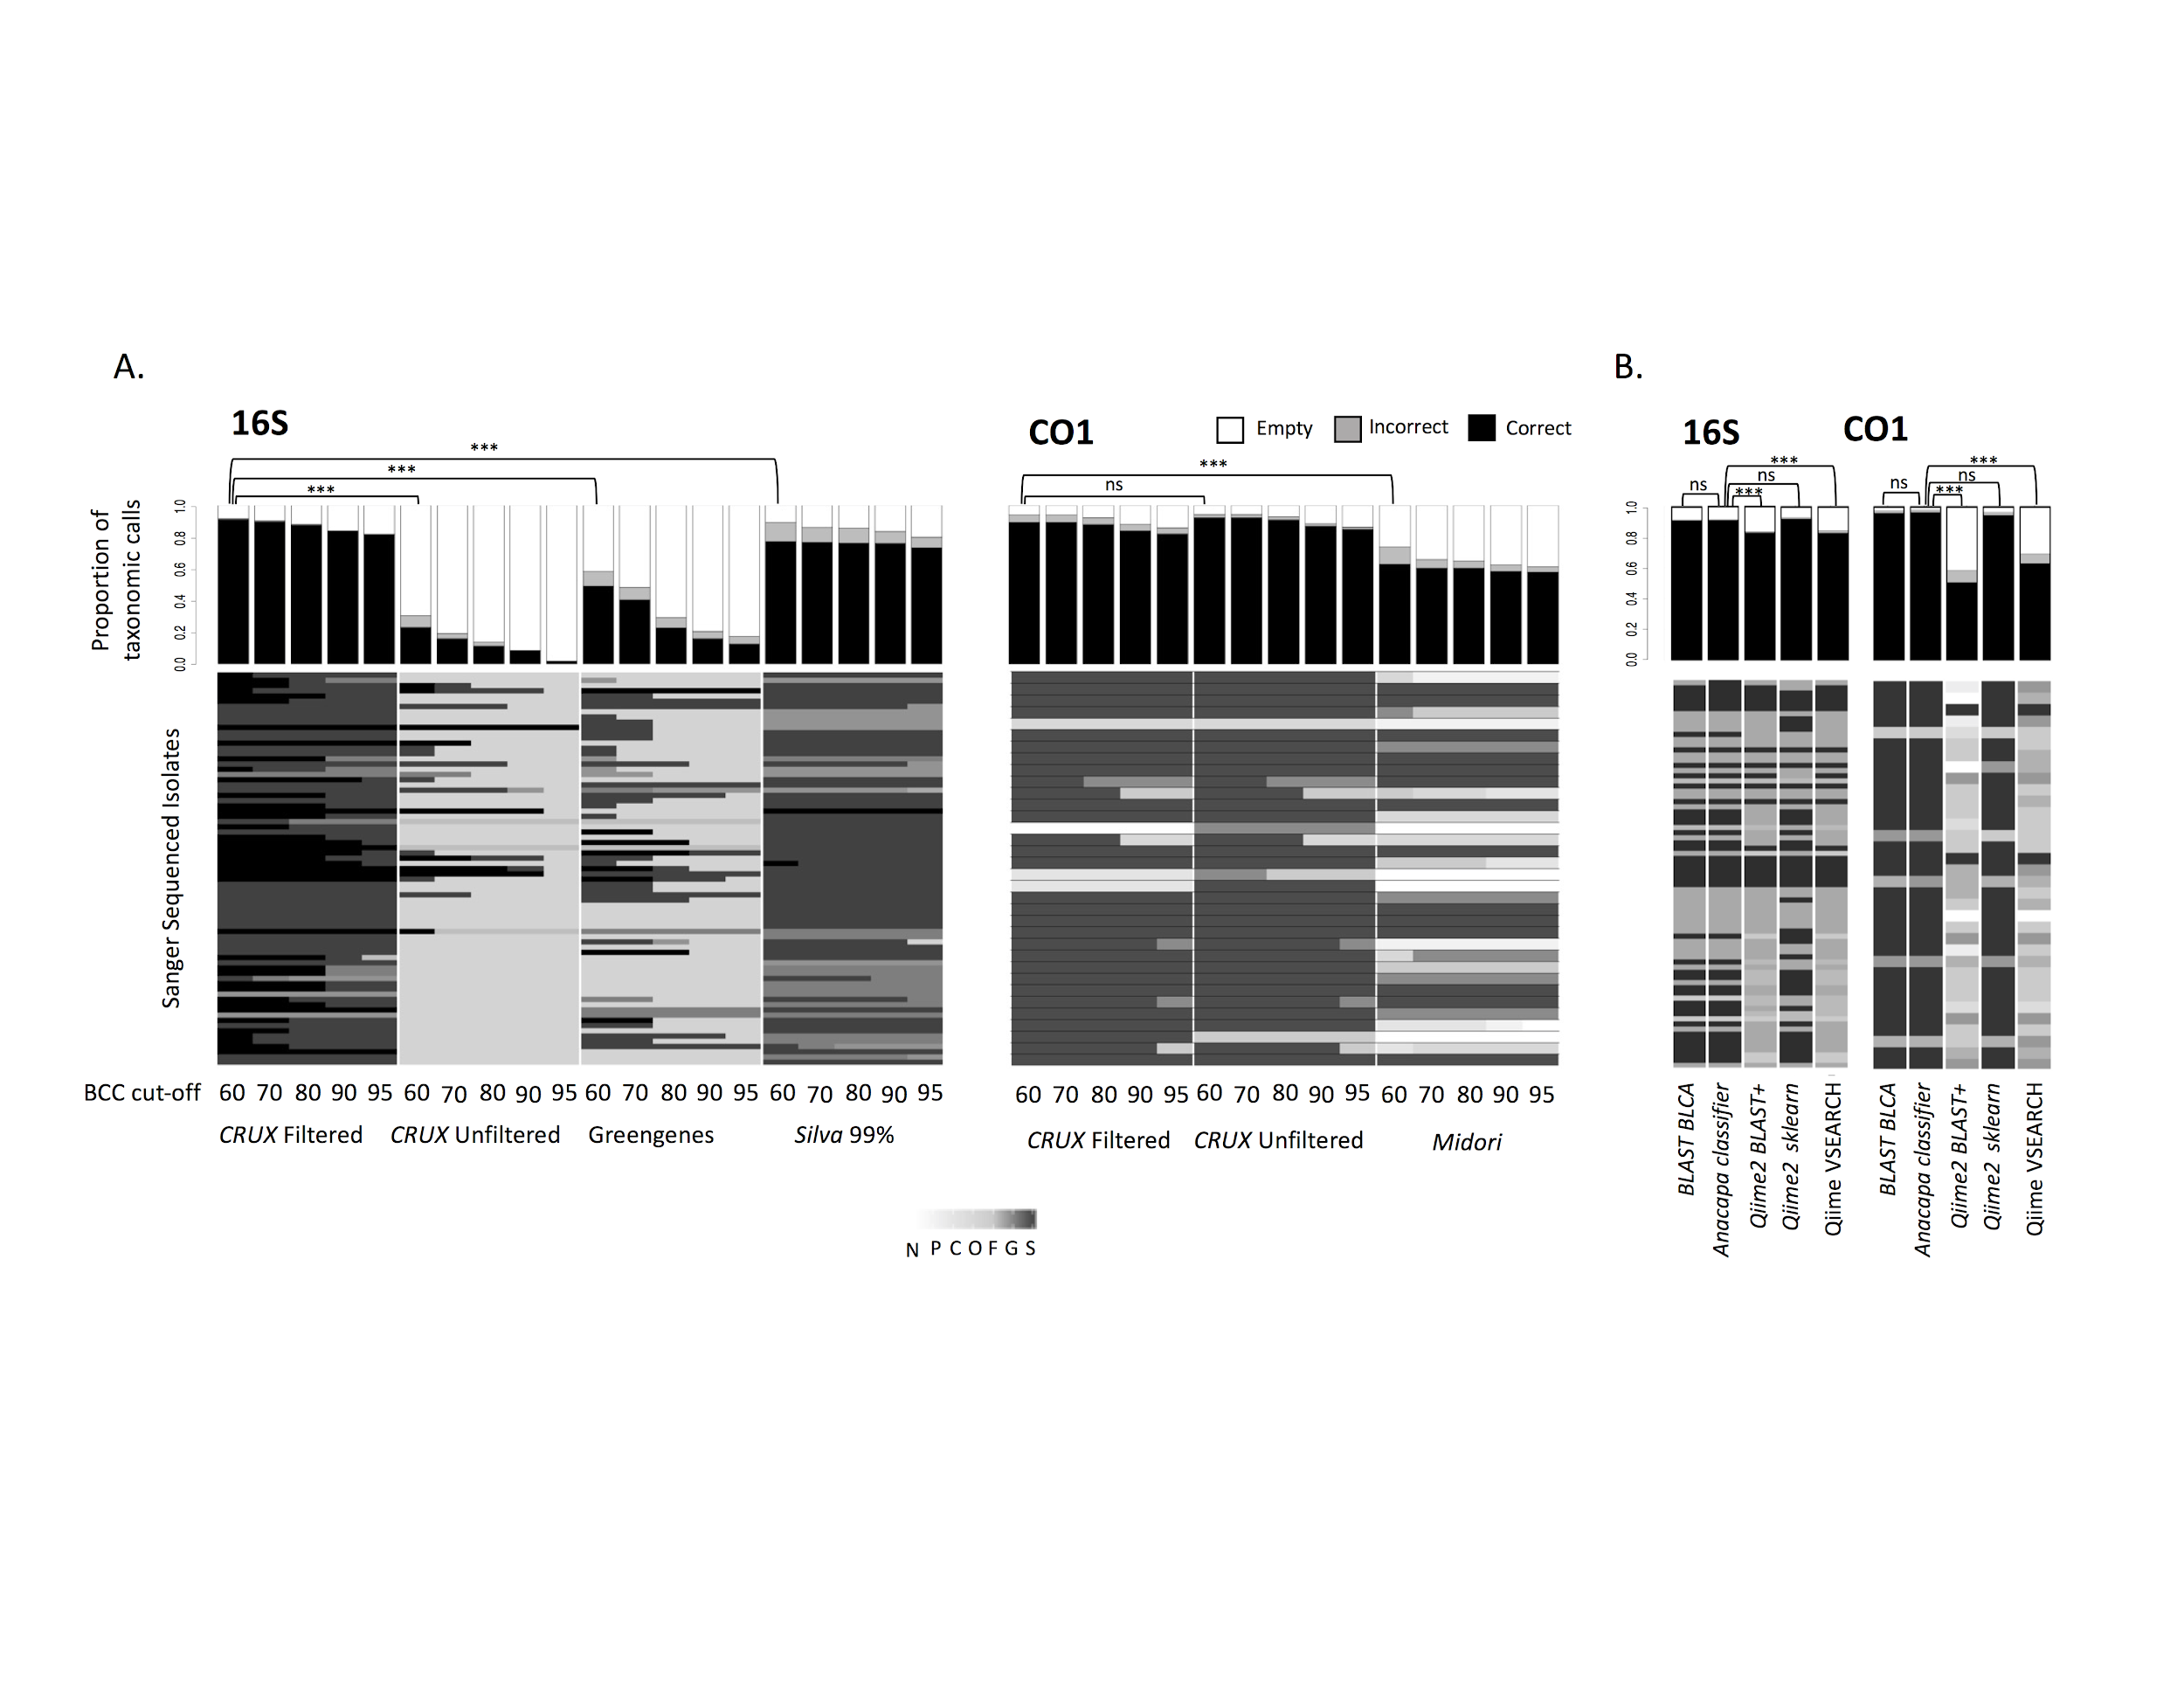 A.
B.
16S
CO1
Empty
Incorrect
Correct
16S
CO1
***
***
***
***
ns
***
ns
***
ns
***
ns
***
ns
***
Proportion of
taxonomic calls
0.0 0.2 0.4 0.6 0.8 1.0
0.0 0.2 0.4 0.6 0.8 1.0
Sanger Sequenced Isolates
BCC cut-off 60 70 80 90 95 60 70 80 90 95 60 70 80 90 95 60 70 80 90 95
60 70 80 90 95 60 70 80 90 95 60 70 80 90 95
CRUX Filtered CRUX Unfiltered Greengenes Silva 99%
CRUX Filtered CRUX Unfiltered Midori
BLAST BLCA
Anacapa classifier
Qiime2 BLAST+
Qiime2 sklearn
Qiime VSEARCH
BLAST BLCA
Anacapa classifier
Qiime2 BLAST+
Qiime2 sklearn
Qiime VSEARCH
N P C O F G S